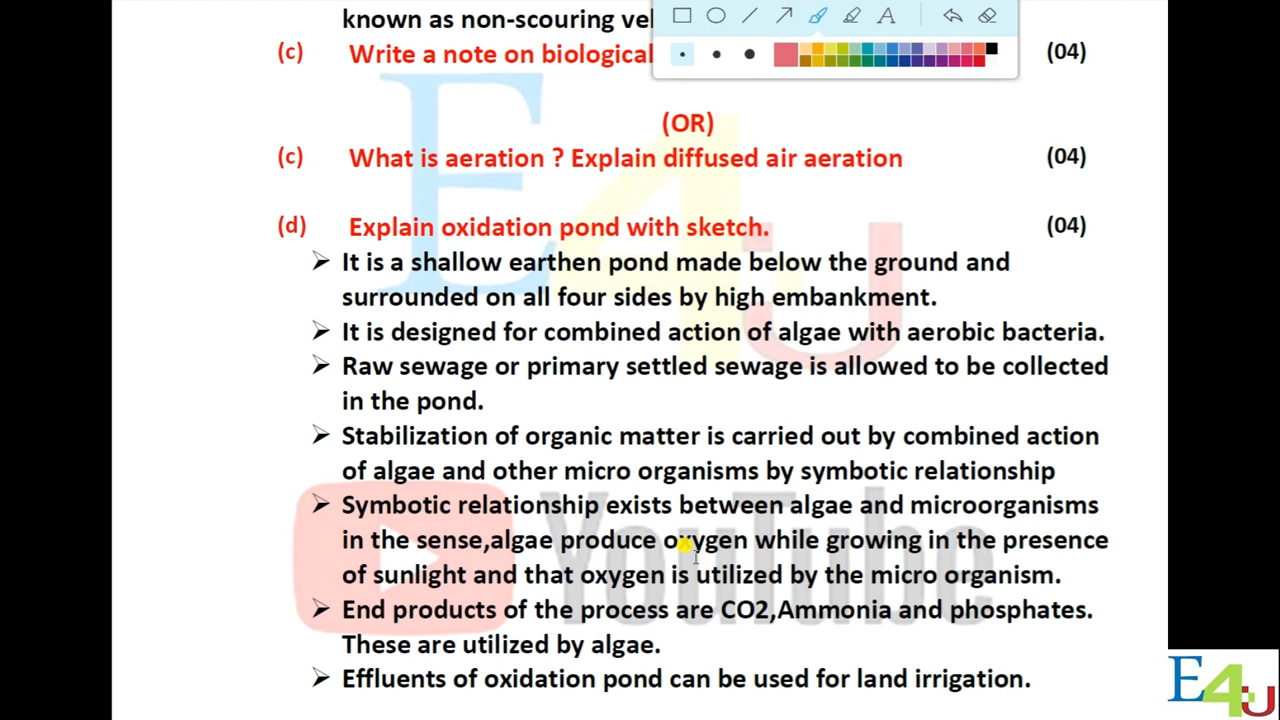 known as non-scouring vel
(c) Write a note on biological (04)
(OR)
(c) What is aeration ? Explain diffused air aeration (04)
(d) Explain oxidation pond with sketch. (04)
➢ It is a shallow earthen pond made below the ground and
surrounded on all four sides by high embankment.
➢ It is designed for combined action of algae with aerobic bacteria.
➢ Raw sewage or primary settled sewage is allowed to be collected
in the pond.
➢ Stabilization of organic matter is carried out by combined action
of algae and other micro organisms by symbotic relationship
➢ Symbotic relationship exists between algae and microorganisms
in the sense,algae produce oxygen while growing in the presence
of sunlight and that oxygen is utilized by the micro organism.
➢ End products of the process are CO2,Ammonia and phosphates.
These are utilized by algae.
➢ Effluents of oxidation pond can be used for land irrigation.
A
E4U
YouTube
E4U